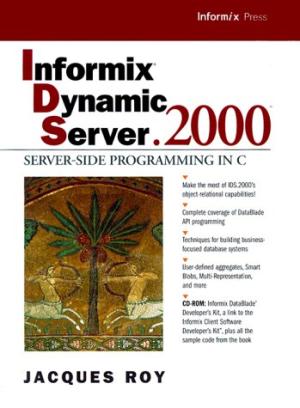 Informix Press
Informix®
Dynamic
Server.2000™
SERVER-SIDE PROGRAMMING IN C
Make the most of IDS.2000's
object-relational capabilities!
Complete coverage of DataBlade
API programming
Techniques for building business-
focused database systems
User-defined aggregates, Smart
Blobs, Multi-Representation, and
more
CD-ROM: Informix DataBlade®
Developer's Kit, a link to the
Informix Client Software
Developer's Kit™, plus all the
sample code from the book
JACQUES ROY